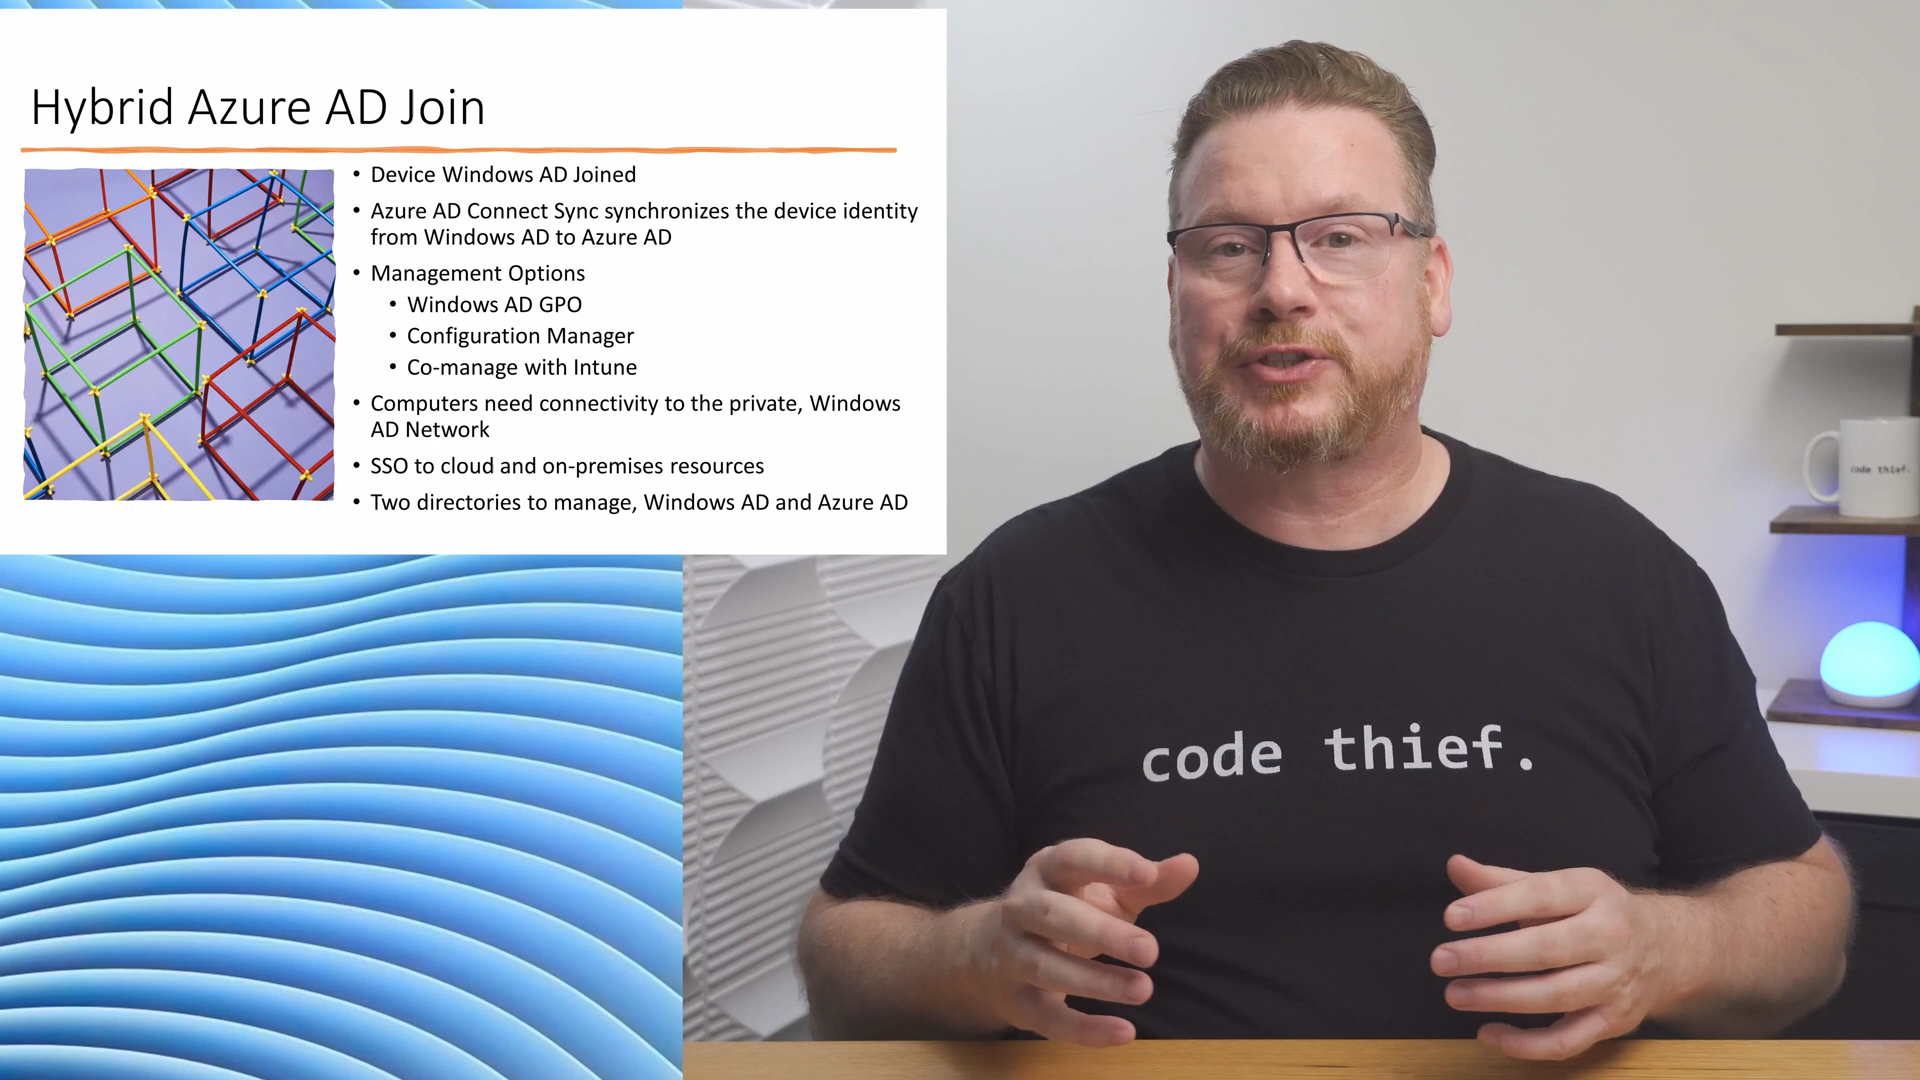 Hybrid Azure AD Join
• Device Windows AD Joined
• Azure AD Connect Sync synchronizes the device identity
from Windows AD to Azure AD
• Management Options
• Windows AD GPO
• Configuration Manager
• Co-manage with Intune
• Computers need connectivity to the private, Windows
AD Network
• SSO to cloud and on-premises resources
• Two directories to manage, Windows AD and Azure AD
code thief.
code thief.